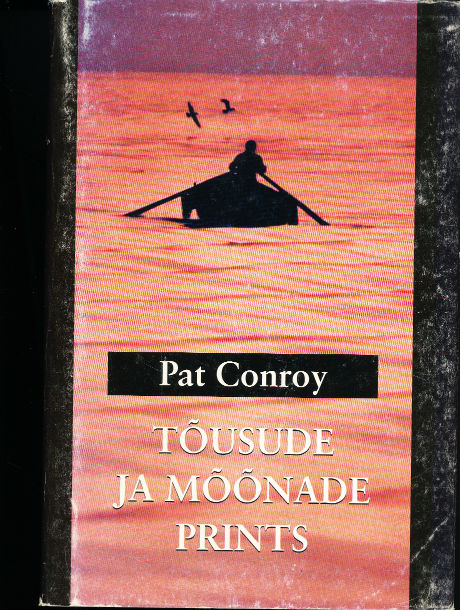 Pat Conroy
TÕUSUDE
JA MÕÕNADE
PRINTS